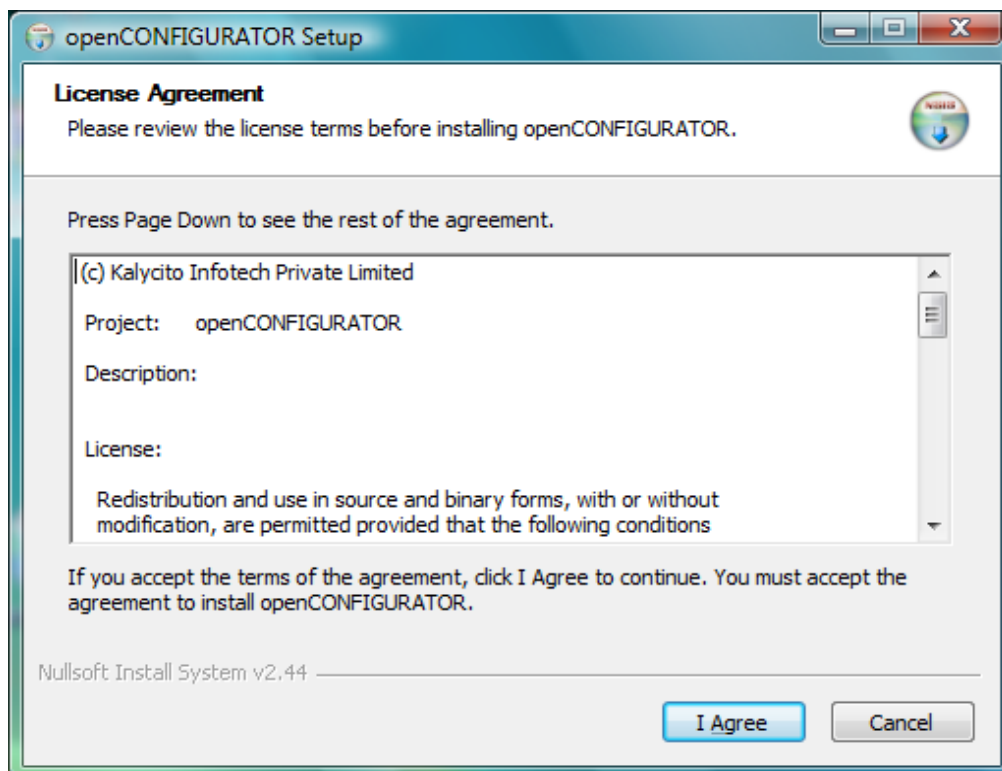 openCONFIGURATOR Setup
License Agreement
Please review the license terms before installing openCONFIGURATOR.
NSIS
Press Page Down to see the rest of the agreement.
(c) Kalycito Infotech Private Limited
Project: openCONFIGURATOR
Description:
License:
Redistribution and use in source and binary forms, with or without
modification, are permitted provided that the following conditions
If you accept the terms of the agreement, click I Agree to continue. You must accept the
agreement to install openCONFIGURATOR.
Nullsoft Install System v2.44
I Agree
Cancel